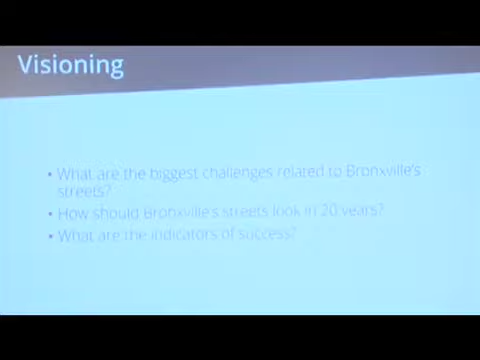 Visioning
• What are the biggest challenges related to Bronxville's
streets?
• How should Bronxville's streets look in 20 years?
• What are the indicators of success?